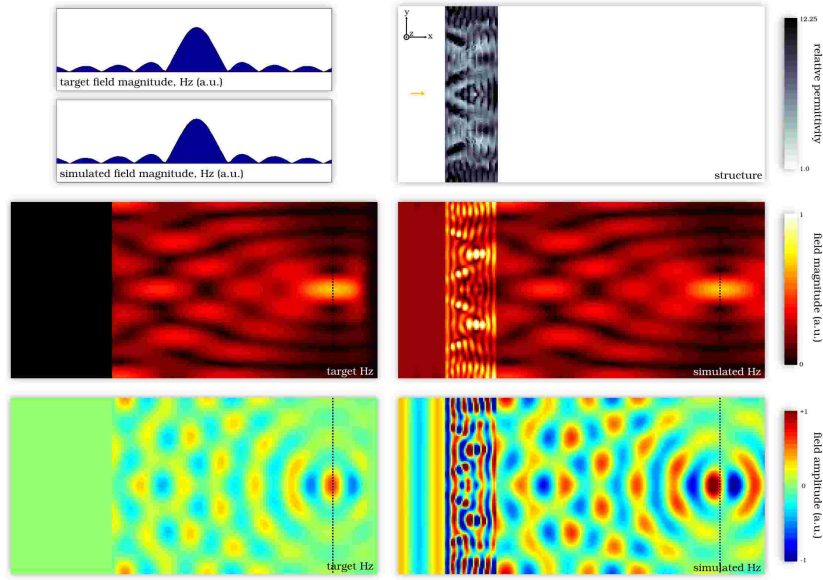 target field magnitude, Hz (a.u.)
simulated field magnitude, Hz (a.u.)
y
z
x
structure
12.25
1.0
relative permittivity
target Hz
simulated Hz
1
0
field magnitude (a.u.)
target Hz
simulated Hz
+1
0
−1
field amplitude (a.u.)